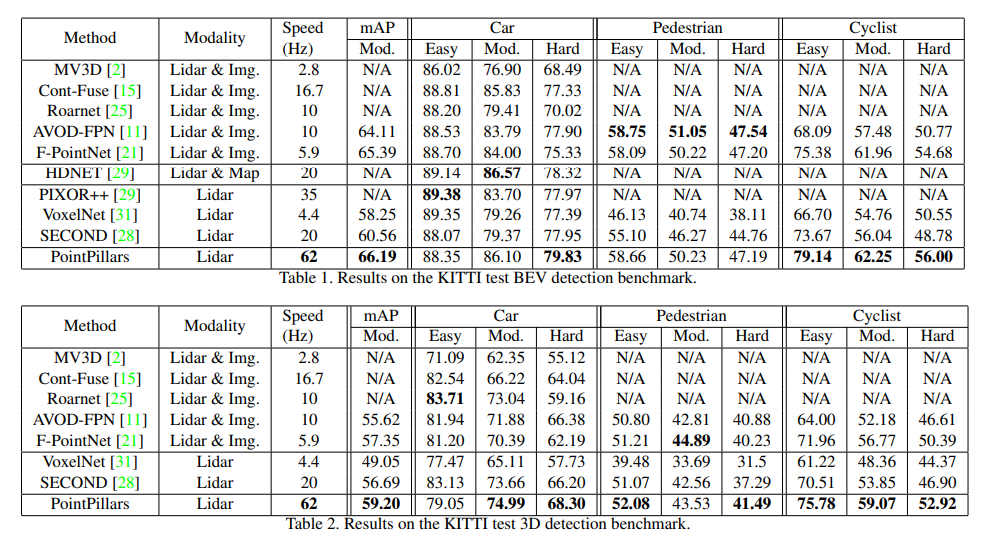 Method Modality Speed (Hz) mAP Car Pedestrian Cyclist
Mod. Easy Mod. Hard Easy Mod. Hard Easy Mod. Hard
MV3D [2] Lidar & Img. 2.8 N/A 86.02 76.90 68.49 N/A N/A N/A N/A N/A N/A
Cont-Fuse [15] Lidar & Img. 16.7 N/A 88.81 85.83 77.33 N/A N/A N/A N/A N/A N/A
Roarnet [25] Lidar & Img. 10 N/A 88.20 79.41 70.02 N/A N/A N/A N/A N/A N/A
AVOD-FPN [11] Lidar & Img. 10 64.11 88.53 83.79 77.90 58.75 51.05 47.54 68.09 57.48 50.77
F-PointNet [21] Lidar & Img. 5.9 65.39 88.70 84.00 75.33 58.09 50.22 47.20 75.38 61.96 54.68
HDNET [29] Lidar & Map 20 N/A 89.14 86.57 78.32 N/A N/A N/A N/A N/A N/A
PIXOR++ [29] Lidar 35 N/A 89.38 83.70 77.97 N/A N/A N/A N/A N/A N/A
VoxelNet [31] Lidar 4.4 58.25 89.35 79.26 77.39 46.13 40.74 38.11 66.70 54.76 50.55
SECOND [28] Lidar 20 60.56 88.07 79.37 77.95 55.10 46.27 44.76 73.67 56.04 48.78
PointPillars Lidar 62 66.19 88.35 86.10 79.83 58.66 50.23 47.19 79.14 62.25 56.00
Table 1. Results on the KITTI test BEV detection benchmark.
Method Modality Speed (Hz) mAP Car Pedestrian Cyclist
Mod. Easy Mod. Hard Easy Mod. Hard Easy Mod. Hard
MV3D [2] Lidar & Img. 2.8 N/A 71.09 62.35 55.12 N/A N/A N/A N/A N/A N/A
Cont-Fuse [15] Lidar & Img. 16.7 N/A 82.54 66.22 64.04 N/A N/A N/A N/A N/A N/A
Roarnet [25] Lidar & Img. 10 N/A 83.71 73.04 59.16 N/A N/A N/A N/A N/A N/A
AVOD-FPN [11] Lidar & Img. 10 55.62 81.94 71.88 66.38 50.80 42.81 40.88 64.00 52.18 46.61
F-PointNet [21] Lidar & Img. 5.9 57.35 81.20 70.39 62.19 51.21 44.89 40.23 71.96 56.77 50.39
VoxelNet [31] Lidar 4.4 49.05 77.47 65.11 57.73 39.48 33.69 31.5 61.22 48.36 44.37
SECOND [28] Lidar 20 56.69 83.13 73.66 66.20 51.07 42.56 37.29 70.51 53.85 46.90
PointPillars Lidar 62 59.20 79.05 74.99 68.30 52.08 43.53 41.49 75.78 59.07 52.92
Table 2. Results on the KITTI test 3D detection benchmark.